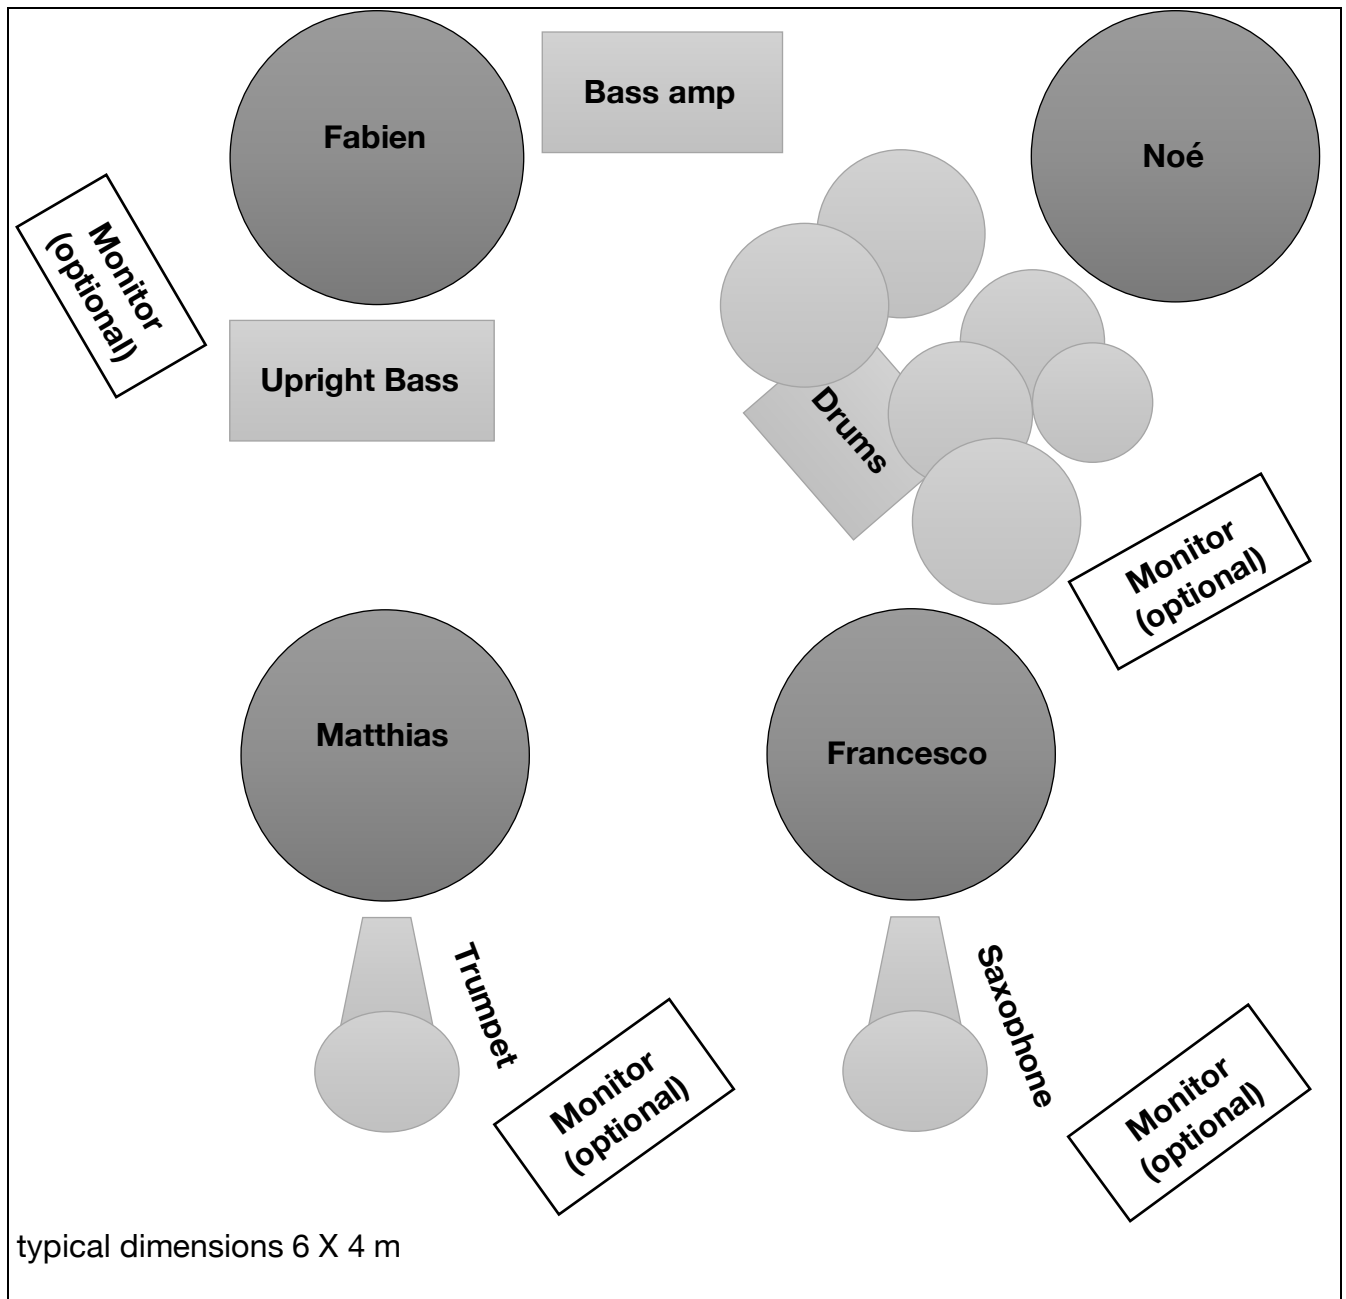 Bass amp
Fabien
Noé
Monitor
(optional)
Upright Bass
Drums
Monitor
(optional)
Matthias
Francesco
Trumpet
Saxophone
Monitor
(optional)
Monitor
(optional)
typical dimensions 6 X 4 m